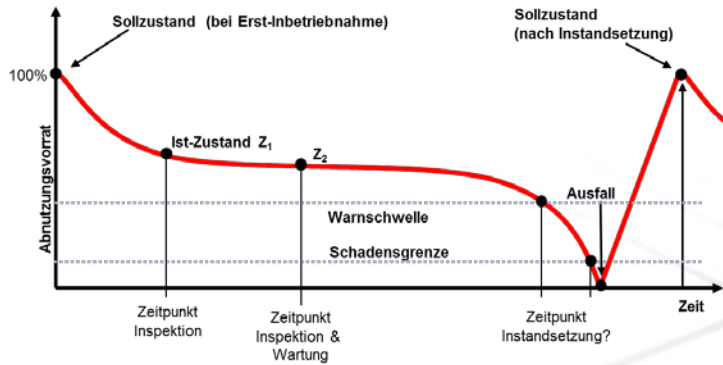 Sollzustand (bei Erst-Inbetriebnahme)
Sollzustand
(nach Instandsetzung)
100%
Abnutzungsvorrat
Ist-Zustand Z1
Z2
Ausfall
Warnschwelle
Schadensgrenze
Zeit
Zeitpunkt
Inspektion
Zeitpunkt
Inspektion &
Wartung
Zeitpunkt
Instandsetzung?